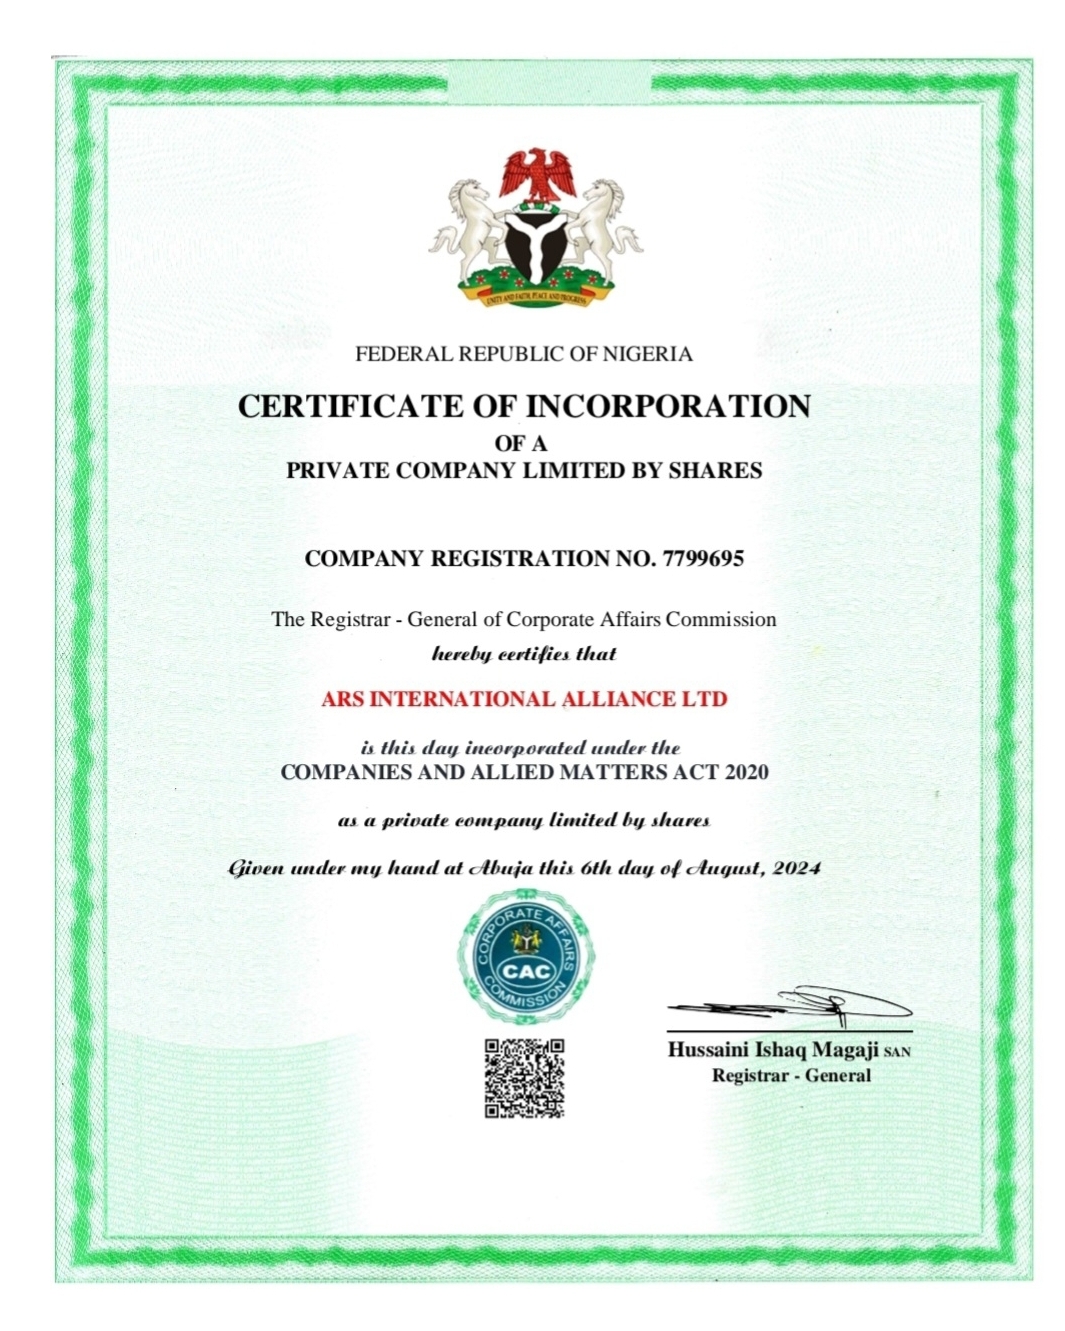 UNITY AND FAITH, PEACE AND PROGRESS
FEDERAL REPUBLIC OF NIGERIA
CERTIFICATE OF INCORPORATION
OF A
PRIVATE COMPANY LIMITED BY SHARES
COMPANY REGISTRATION NO. 7799695
The Registrar - General of Corporate Affairs Commission
hereby certifies that
ARS INTERNATIONAL ALLIANCE LTD
is this day incorporated under the
COMPANIES AND ALLIED MATTERS ACT 2020
as a private company limited by shares
Given under my hand at Abuja this 6th day of August, 2024
CORPORATE AFFAIRS
CAC
COMMISSION
Hussaini Ishaq Magaji SAN
Registrar - General